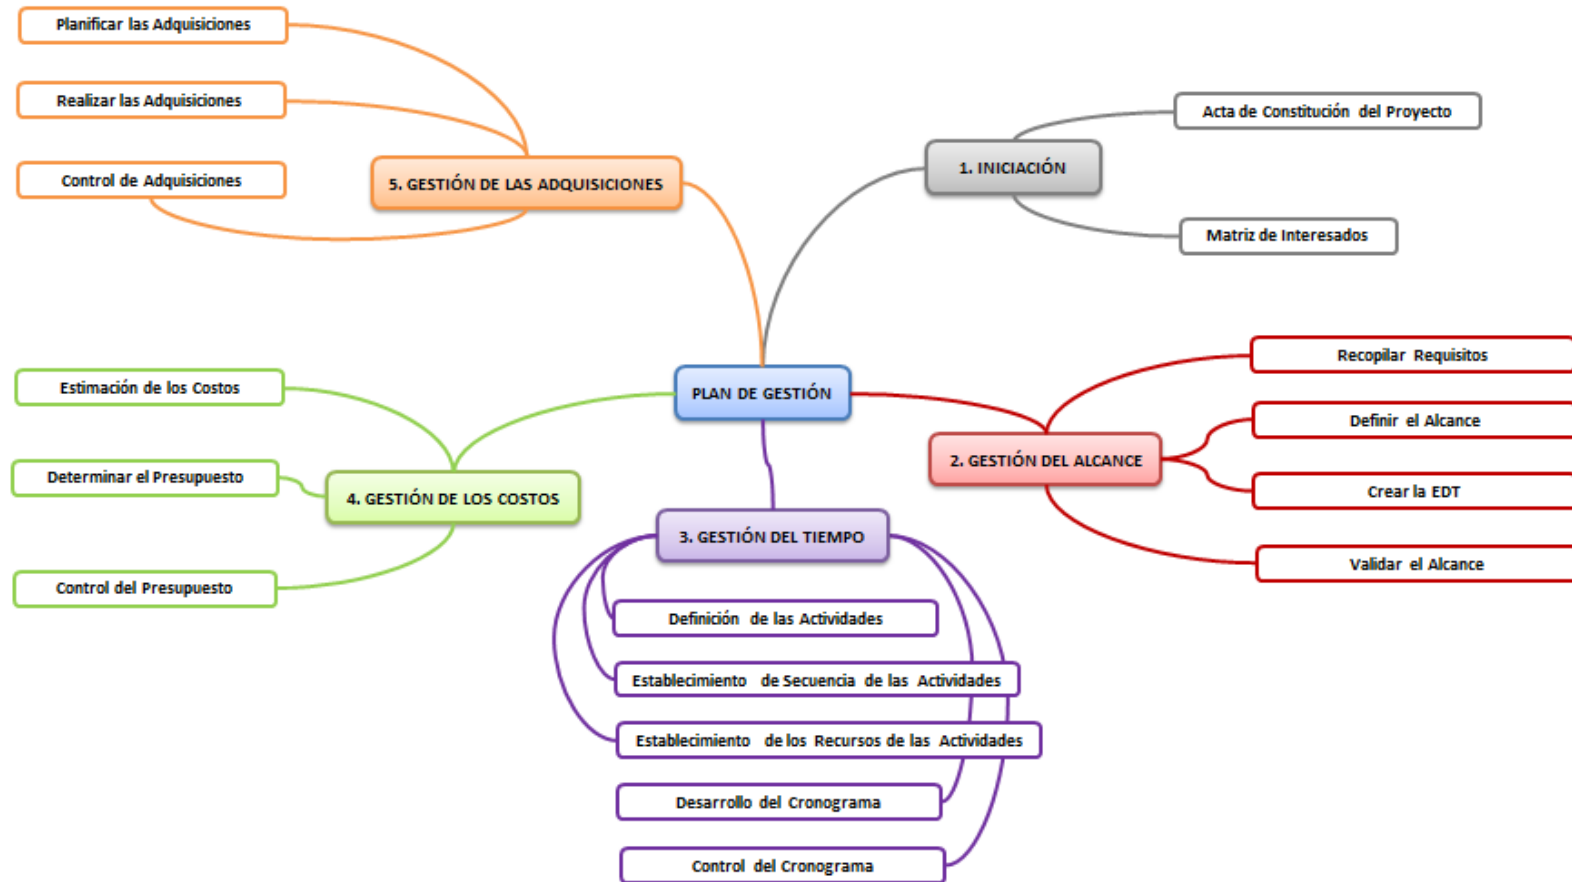 Planificar las Adquisiciones
Realizar las Adquisiciones
Control de Adquisiciones
5. GESTIÓN DE LAS ADQUISICIONES
1. INICIACIÓN
Acta de Constitución del Proyecto
Matriz de Interesados
PLAN DE GESTIÓN
Recopilar Requisitos
Definir el Alcance
2. GESTIÓN DEL ALCANCE
Crear la EDT
Validar el Alcance
Estimación de los Costos
Determinar el Presupuesto
4. GESTIÓN DE LOS COSTOS
Control del Presupuesto
3. GESTIÓN DEL TIEMPO
Definición de las Actividades
Establecimiento de Secuencia de las Actividades
Establecimiento de los Recursos de las Actividades
Desarrollo del Cronograma
Control del Cronograma